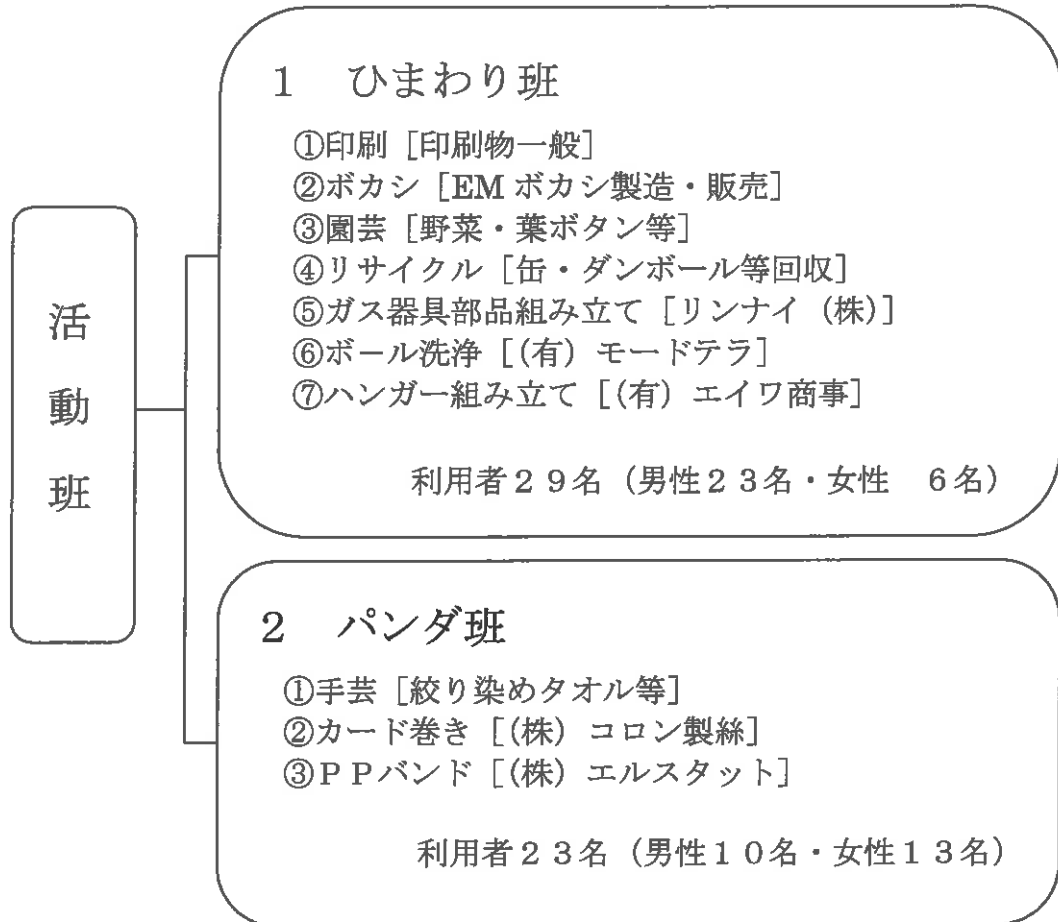 活動班
1　ひまわり班
①印刷［印刷物一般］
②ボカシ［EMボカシ製造・販売］
③園芸［野菜・葉ボタン等］
④リサイクル［缶・ダンボール等回収］
⑤ガス器具部品組み立て［リンナイ（株）］
⑥ボール洗浄［(有）モードテラ］
⑦ハンガー組み立て［(有）エイワ商事］
利用者２９名（男性２３名・女性　６名）
2　パンダ班
①手芸［絞り染めタオル等］
②カード巻き［(株）コロン製絲］
③ＰＰバンド［(株）エルスタット］
利用者２３名（男性１０名・女性１３名）